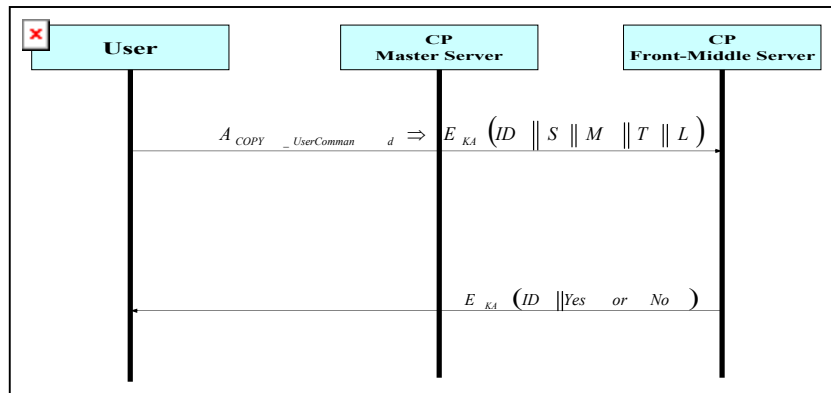 User
CP
Master Server
CP
Front-Middle Server
A COPY _UserComman d ⇒ E KA (ID || S || M || T || L)
E KA (ID ||Yes or No )